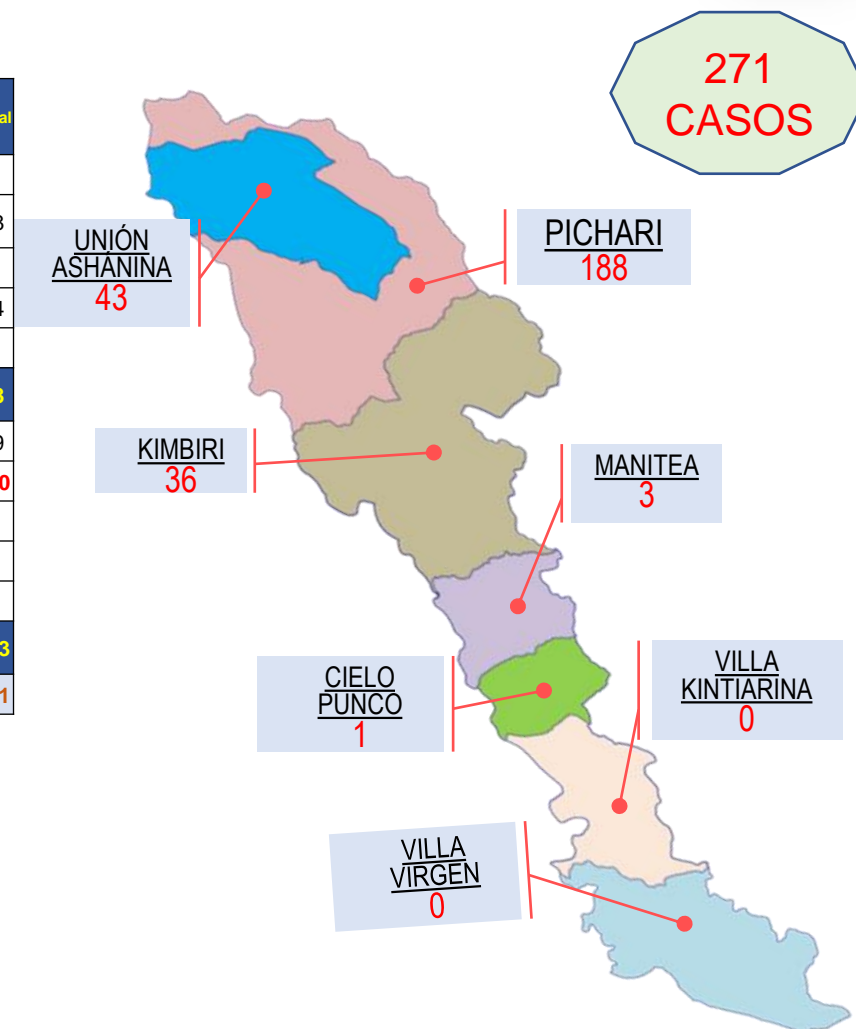 271
CASOS
UNIÓN
ASHÁNINA
43
PICHARI
188
KIMBIRI
36
MANITEA
3
CIELO
PUNCO
1
VILLA
KINTIARINA
0
VILLA
VIRGEN
0